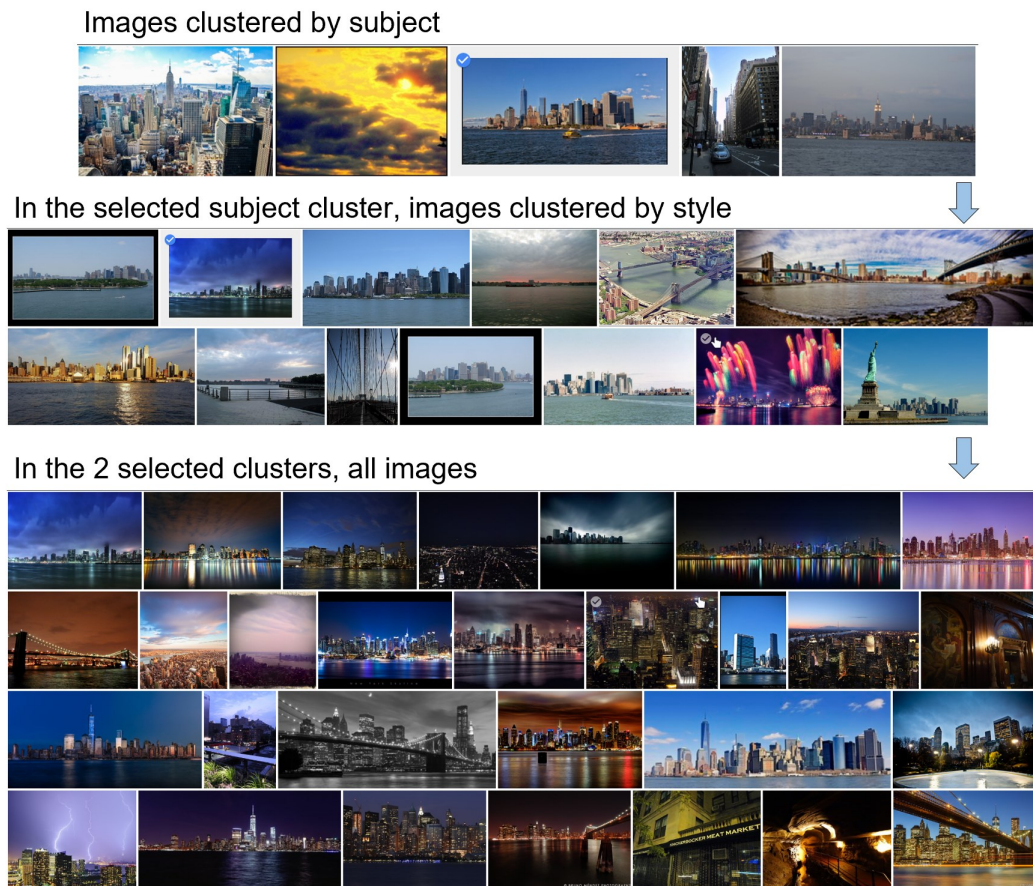 Images clustered by subject
In the selected subject cluster, images clustered by style
In the 2 selected clusters, all images
KNICKERBOCKER MEAT MARKET